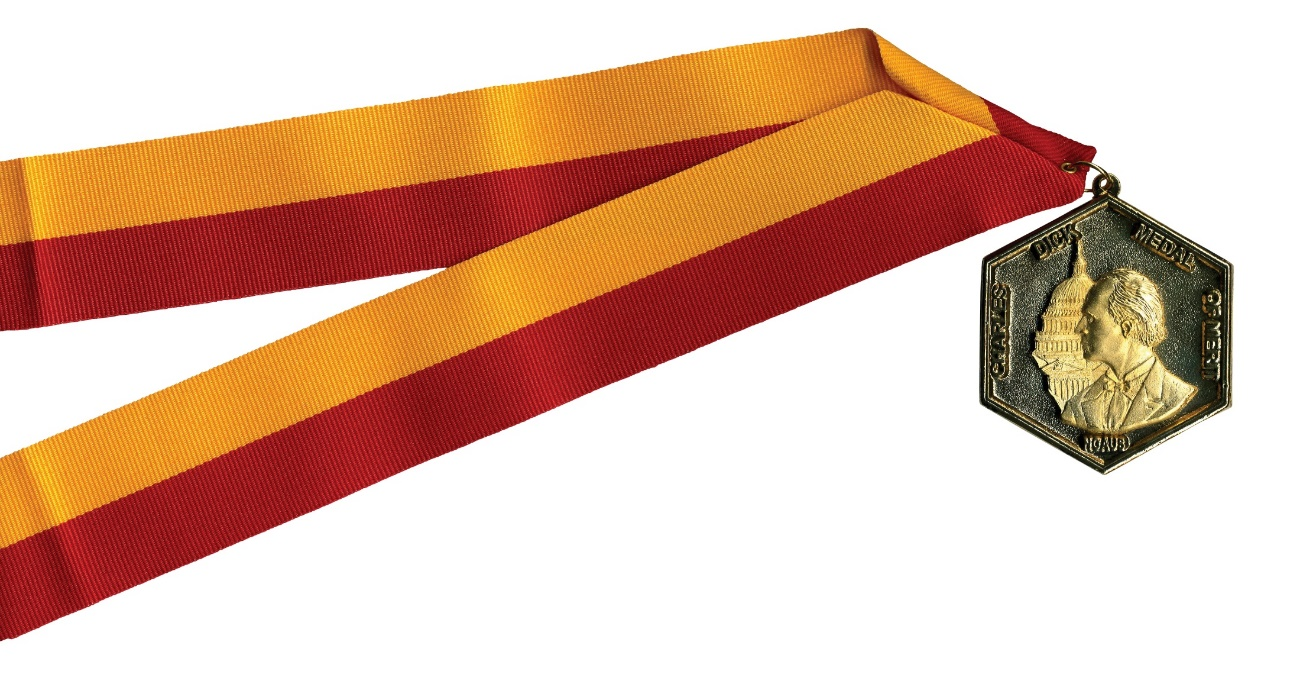 CHARLES
DICK
MEDAL
OF MERIT
NGAUS